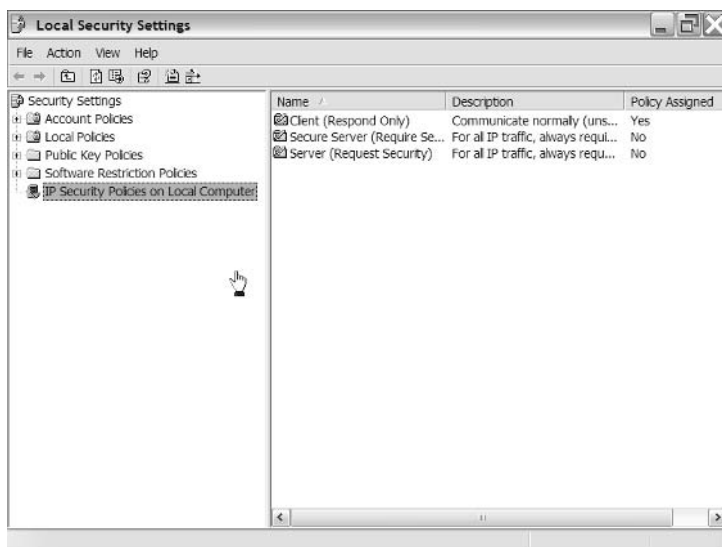 Local Security Settings
File Action View Help
Security Settings
Account Policies
Local Policies
Public Key Policies
Software Restriction Policies
IP Security Policies on Local Computer
Name Description Policy Assigned
Client (Respond Only) Communicate normally (uns... Yes
Secure Server (Require Se... For all IP traffic, always requi... No
Server (Request Security) For all IP traffic, always requ... No